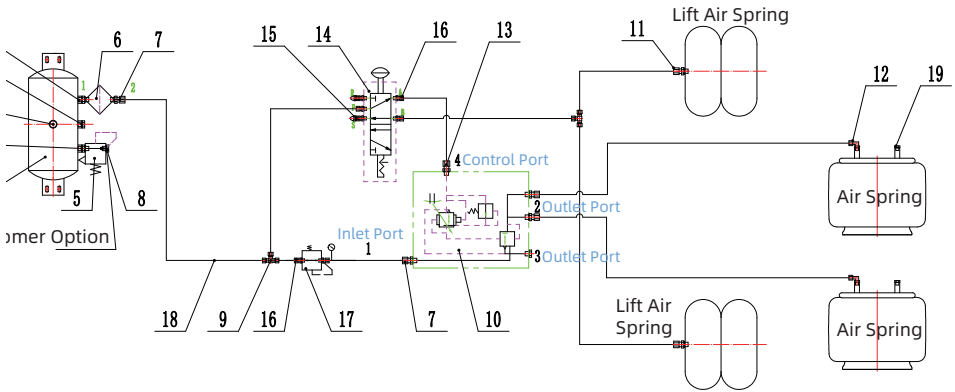 Lift Air Spring
6
7
15
14
16
13
11
12
19
1
2
4
Control Port
Air Spring
5
8
2
Outlet Port
omer Option
Inlet Port
1
3
Outlet Port
18
9
16
17
7
10
Lift Air
Spring
Air Spring